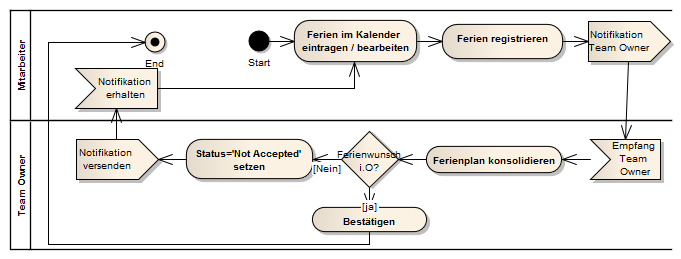 Mitarbeiter
End
Start
Ferien im Kalender
eintragen / bearbeiten
Ferien registrieren
Notifikation
Team Owner
Notifikation
erhalten
Team Owner
Notifikation
versenden
Status='Not Accepted'
setzen
[Nein]
Ferienwunsch
i.O?
Ferienplan konsolidieren
Empfang
Team
Owner
[ja]
Bestätigen